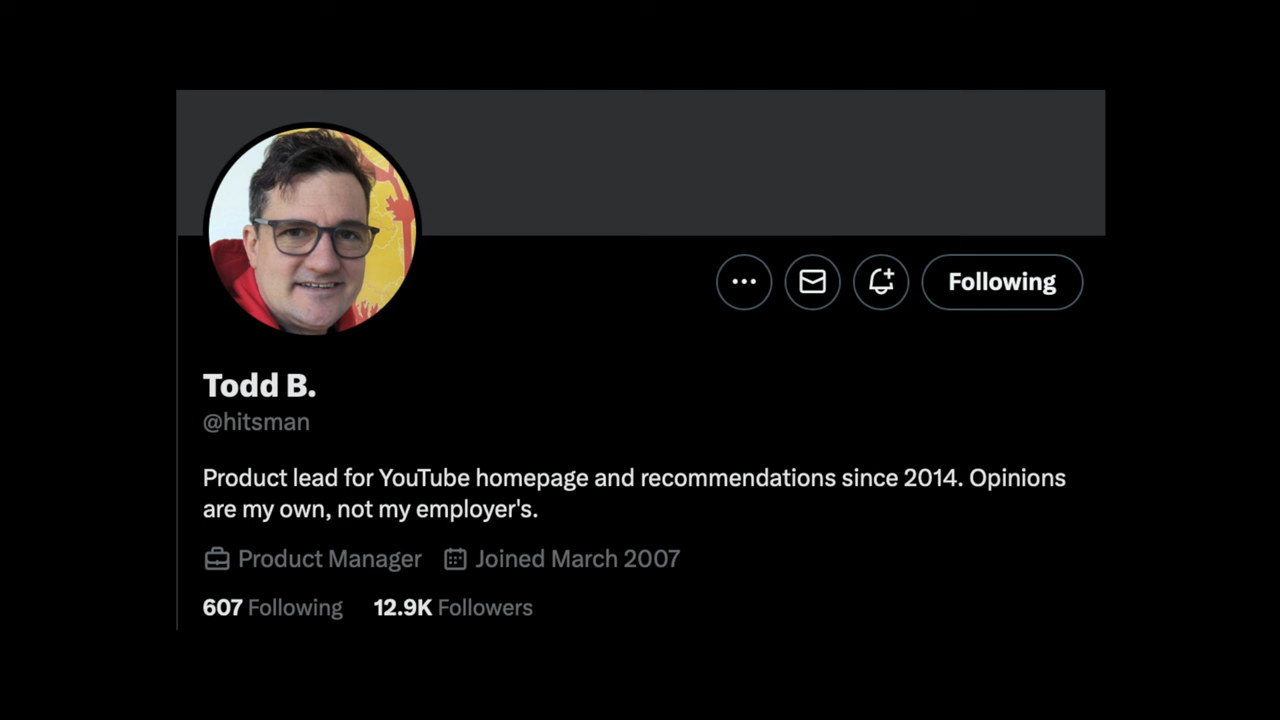 Following
Todd B.
@hitsman
Product lead for YouTube homepage and recommendations since 2014. Opinions
are my own, not my employer's.
Product Manager Joined March 2007
607 Following 12.9K Followers